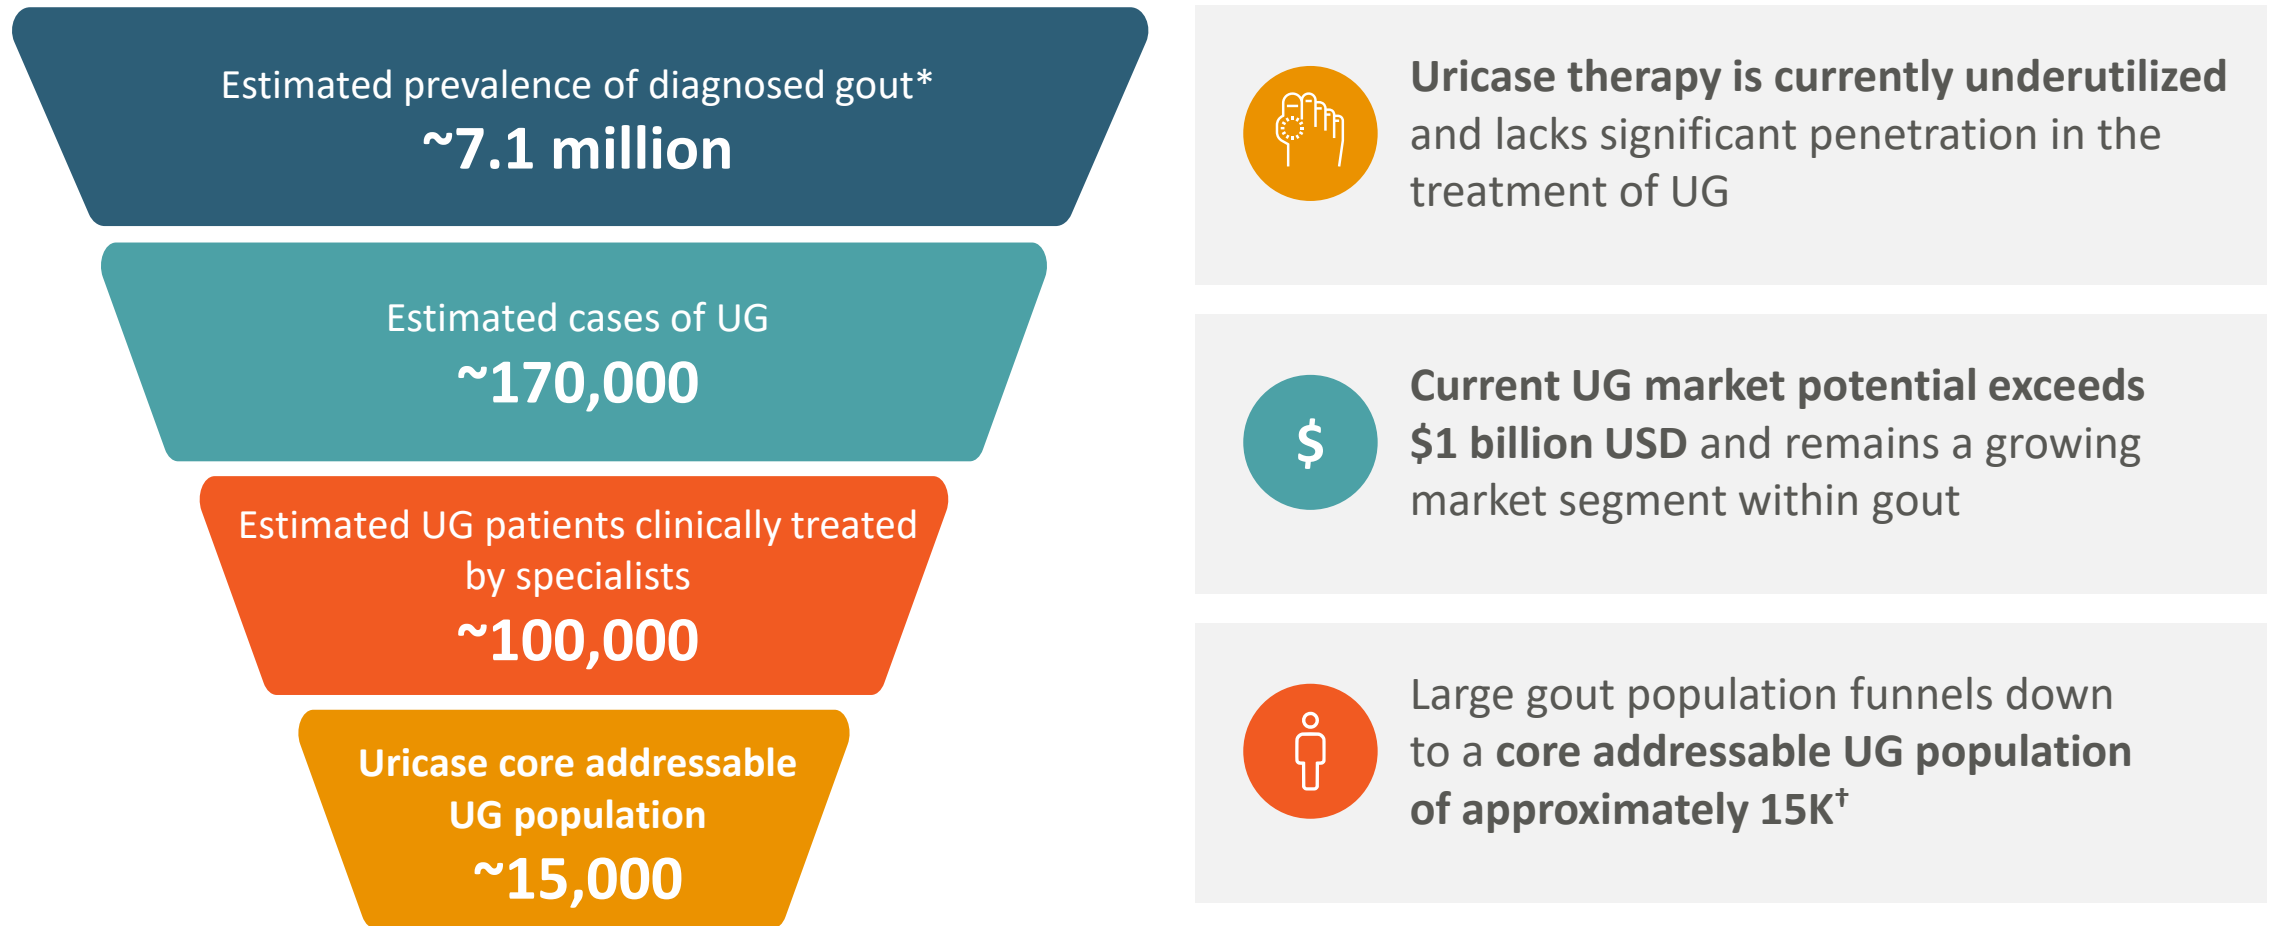 Estimated prevalence of diagnosed gout*
~7.1 million
Estimated cases of UG
~170,000
Estimated UG patients clinically treated
by specialists
~100,000
Uricase core addressable
UG population
~15,000
Uricase therapy is currently underutilized
and lacks significant penetration in the
treatment of UG
$
Current UG market potential exceeds
$1 billion USD and remains a growing
market segment within gout
Large gout population funnels down
to a core addressable UG population
of approximately 15K†